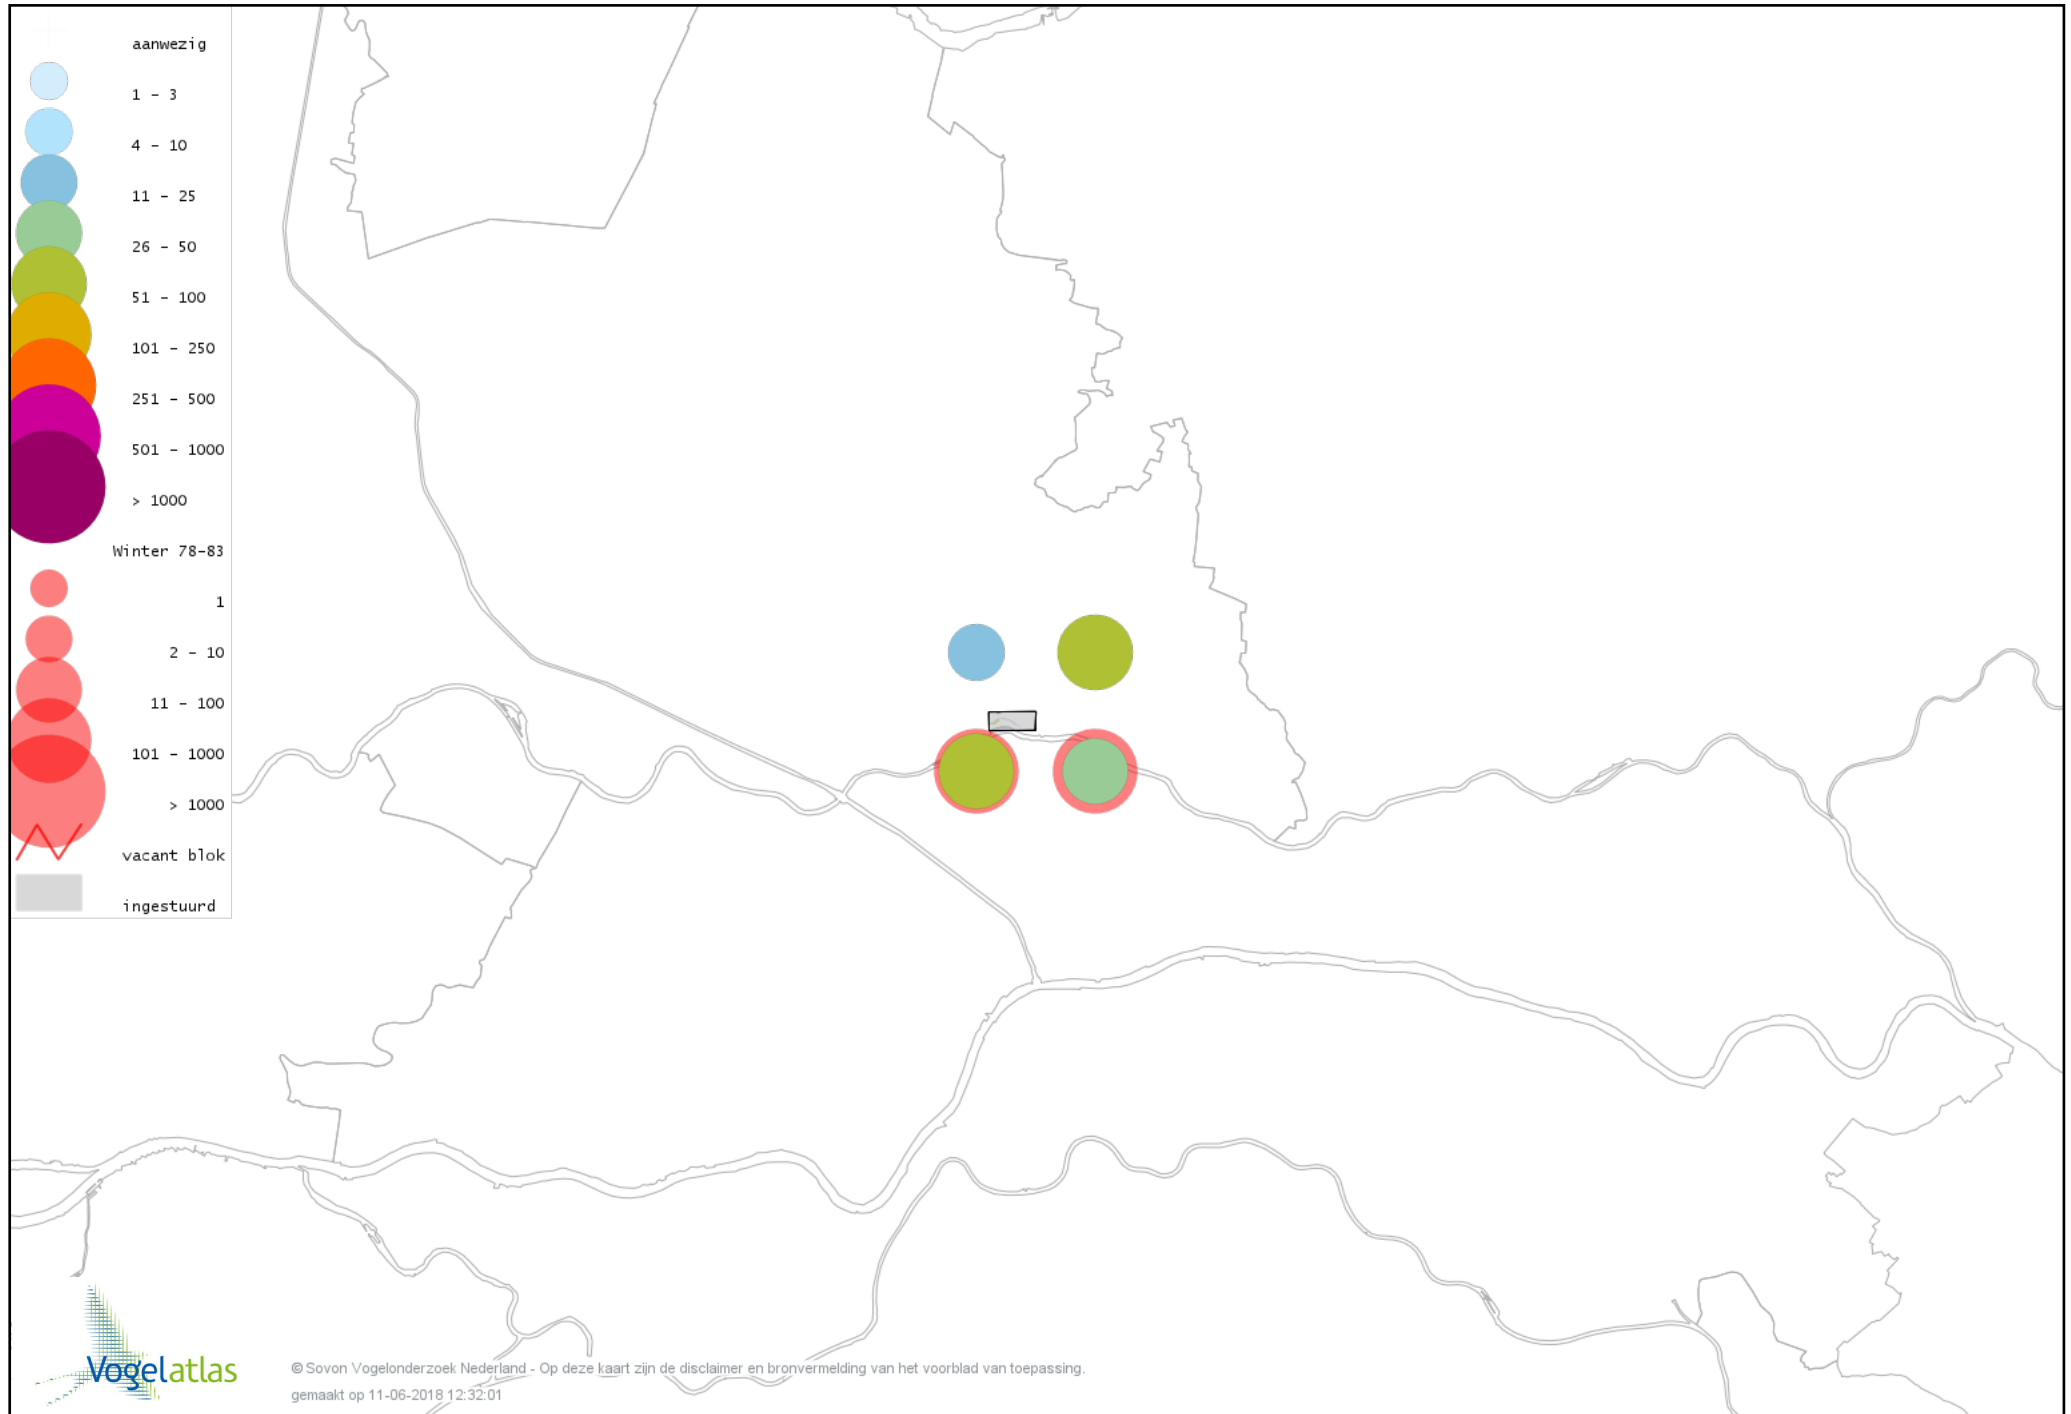 aanwezig
1 - 3
4 - 10
11 - 25
26 - 50
51 - 100
101 - 250
251 - 500
501 - 1000
> 1000
Winter 78-83
1
2 - 10
11 - 100
101 - 1000
> 1000
vacant blok
ingestuurd
Vogelatlas
© Sovon Vogelonderzoek Nederland - Op deze kaart zijn de disclaimer en bronvermelding van het voorblad van toepassing.
gemaakt op 11-06-2018 12:32:01